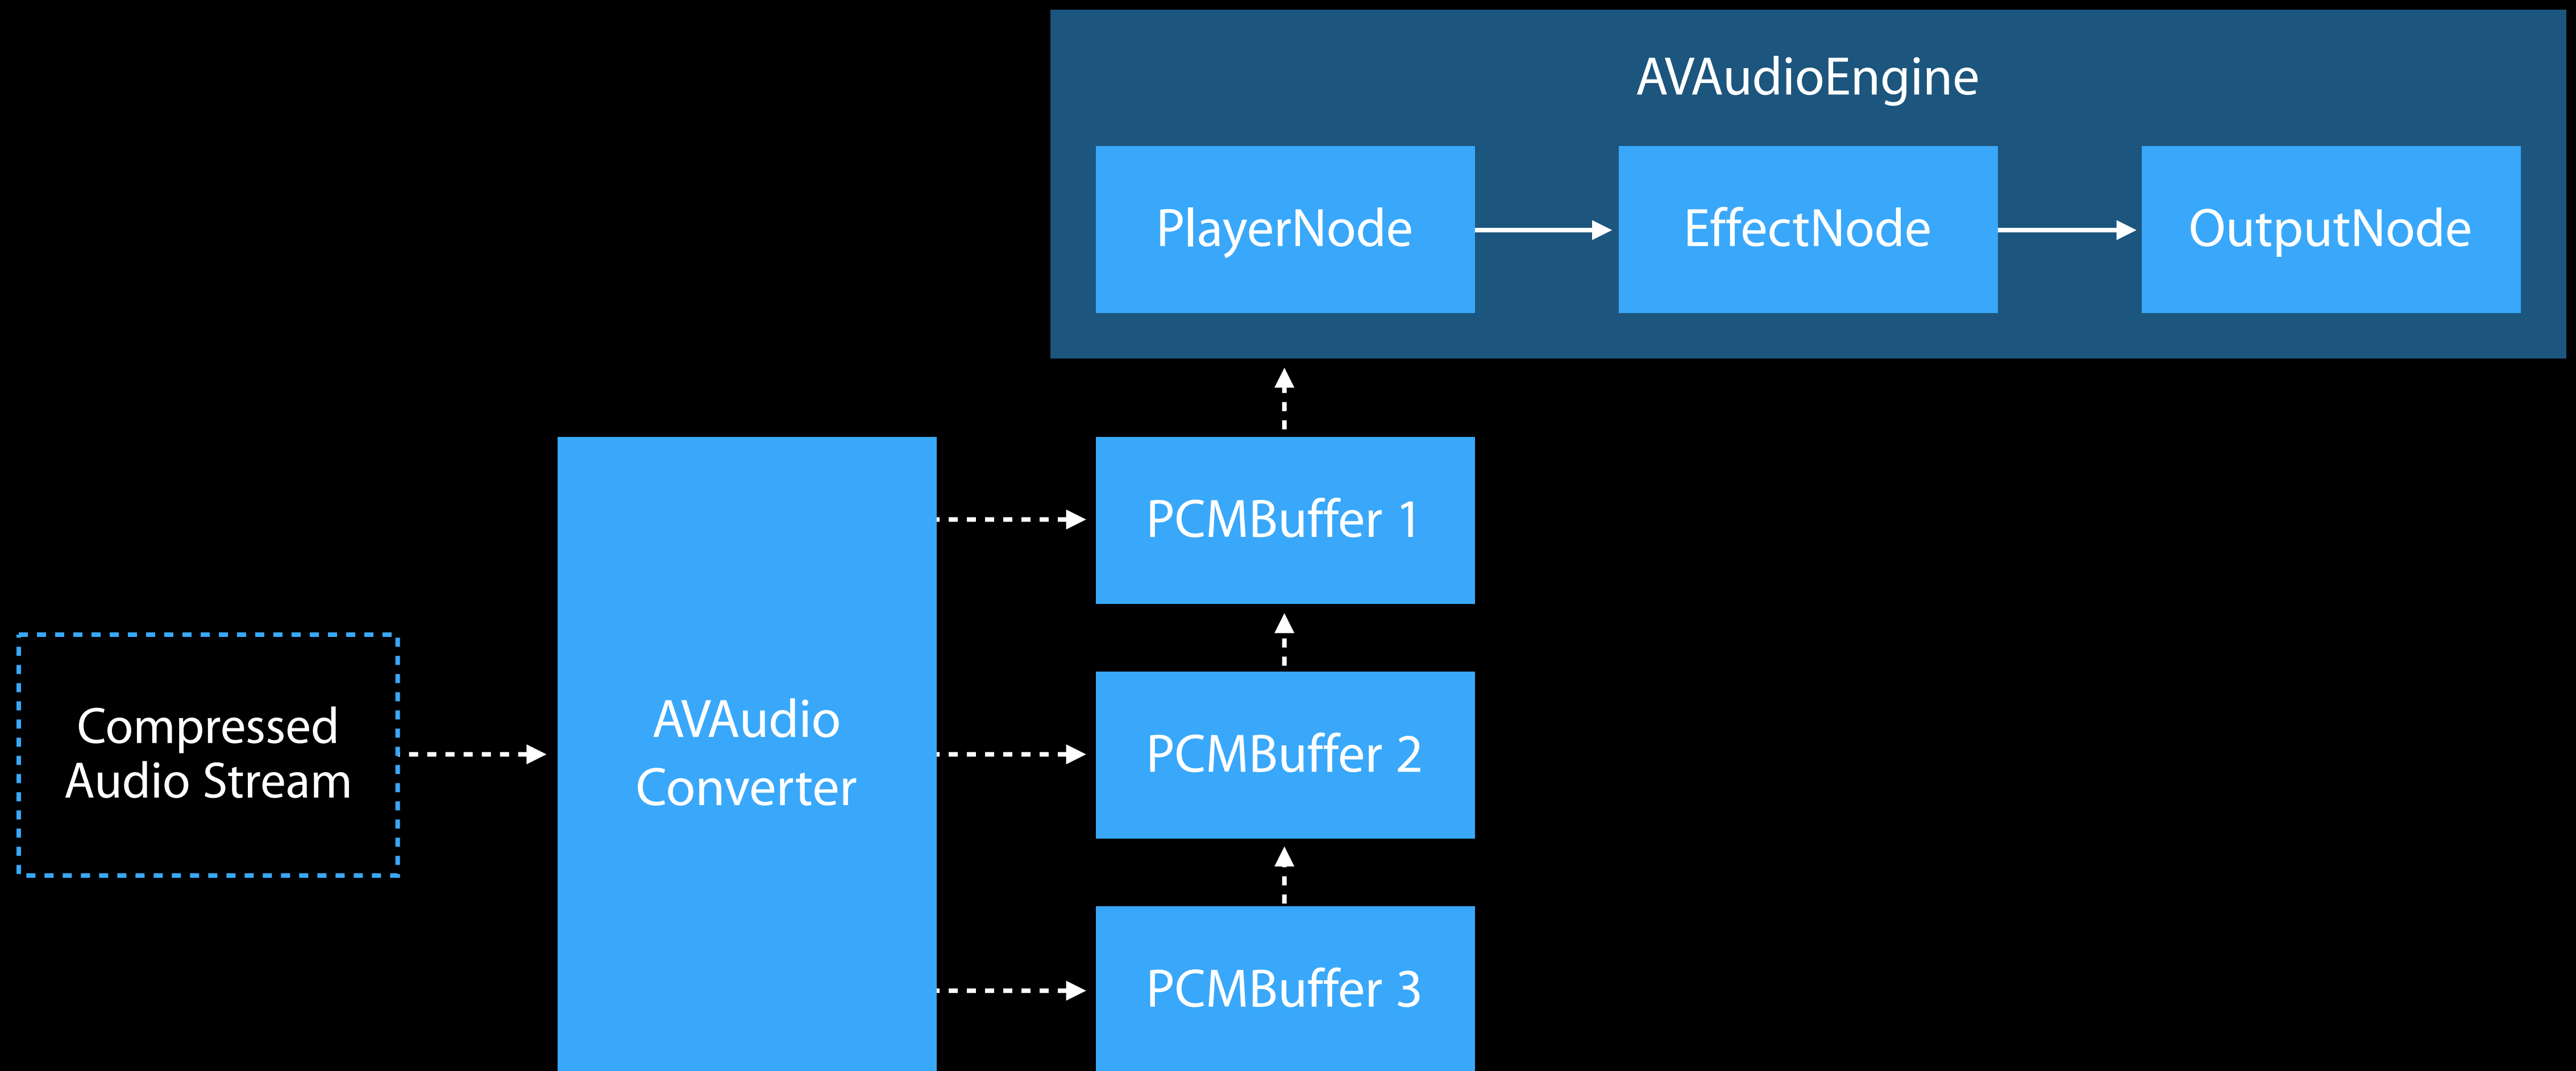 AVAudioEngine
PlayerNode
EffectNode
OutputNode
PCMBuffer 1
Compressed
Audio Stream
AVAudio
Converter
PCMBuffer 2
PCMBuffer 3